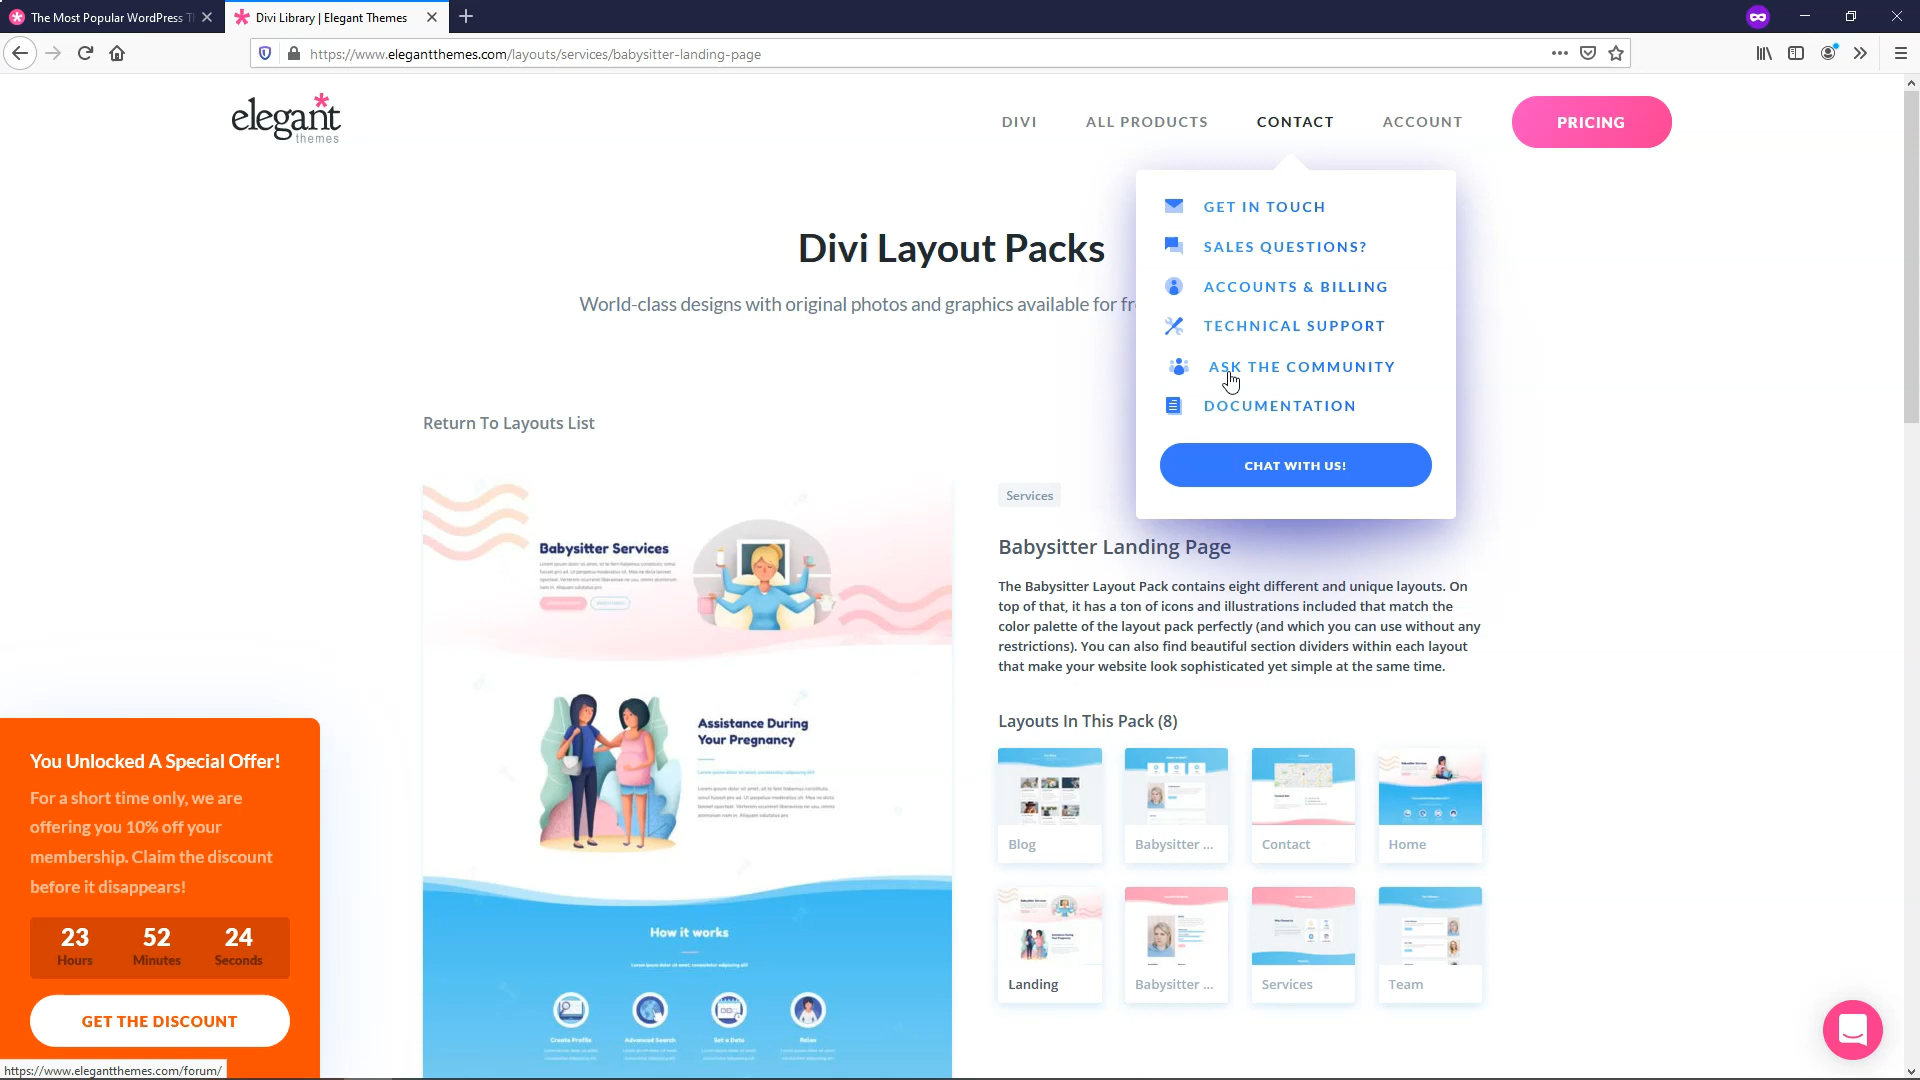 The Most Popular WordPress T
Divi Library | Elegant Themes
https://www.elegantthemes.com/layouts/services/babysitter-landing-page
elegant
themes
DIVI
ALL PRODUCTS
CONTACT
ACCOUNT
PRICING
GET IN TOUCH
SALES QUESTIONS?
ACCOUNTS & BILLING
TECHNICAL SUPPORT
ASK THE COMMUNITY
DOCUMENTATION
CHAT WITH US!
Divi Layout Packs
World-class designs with original photos and graphics available for fr
Return To Layouts List
Babysitter Services
Assistance During
Your Pregnancy
How it works
Create Profile
Advanced Search
Set a Date
Relax
Services
Babysitter Landing Page
The Babysitter Layout Pack contains eight different and unique layouts. On
top of that, it has a ton of icons and illustrations included that match the
color palette of the layout pack perfectly (and which you can use without any
restrictions). You can also find beautiful section dividers within each layout
that make your website look sophisticated yet simple at the same time.
Layouts In This Pack (8)
Blog
Babysitter ...
Contact
Home
Landing
Babysitter ...
Services
Team
You Unlocked A Special Offer!
For a short time only, we are
offering you 10% off your
membership. Claim the discount
before it disappears!
23 52 24
Hours Minutes Seconds
GET THE DISCOUNT
https://www.elegantthemes.com/forum/